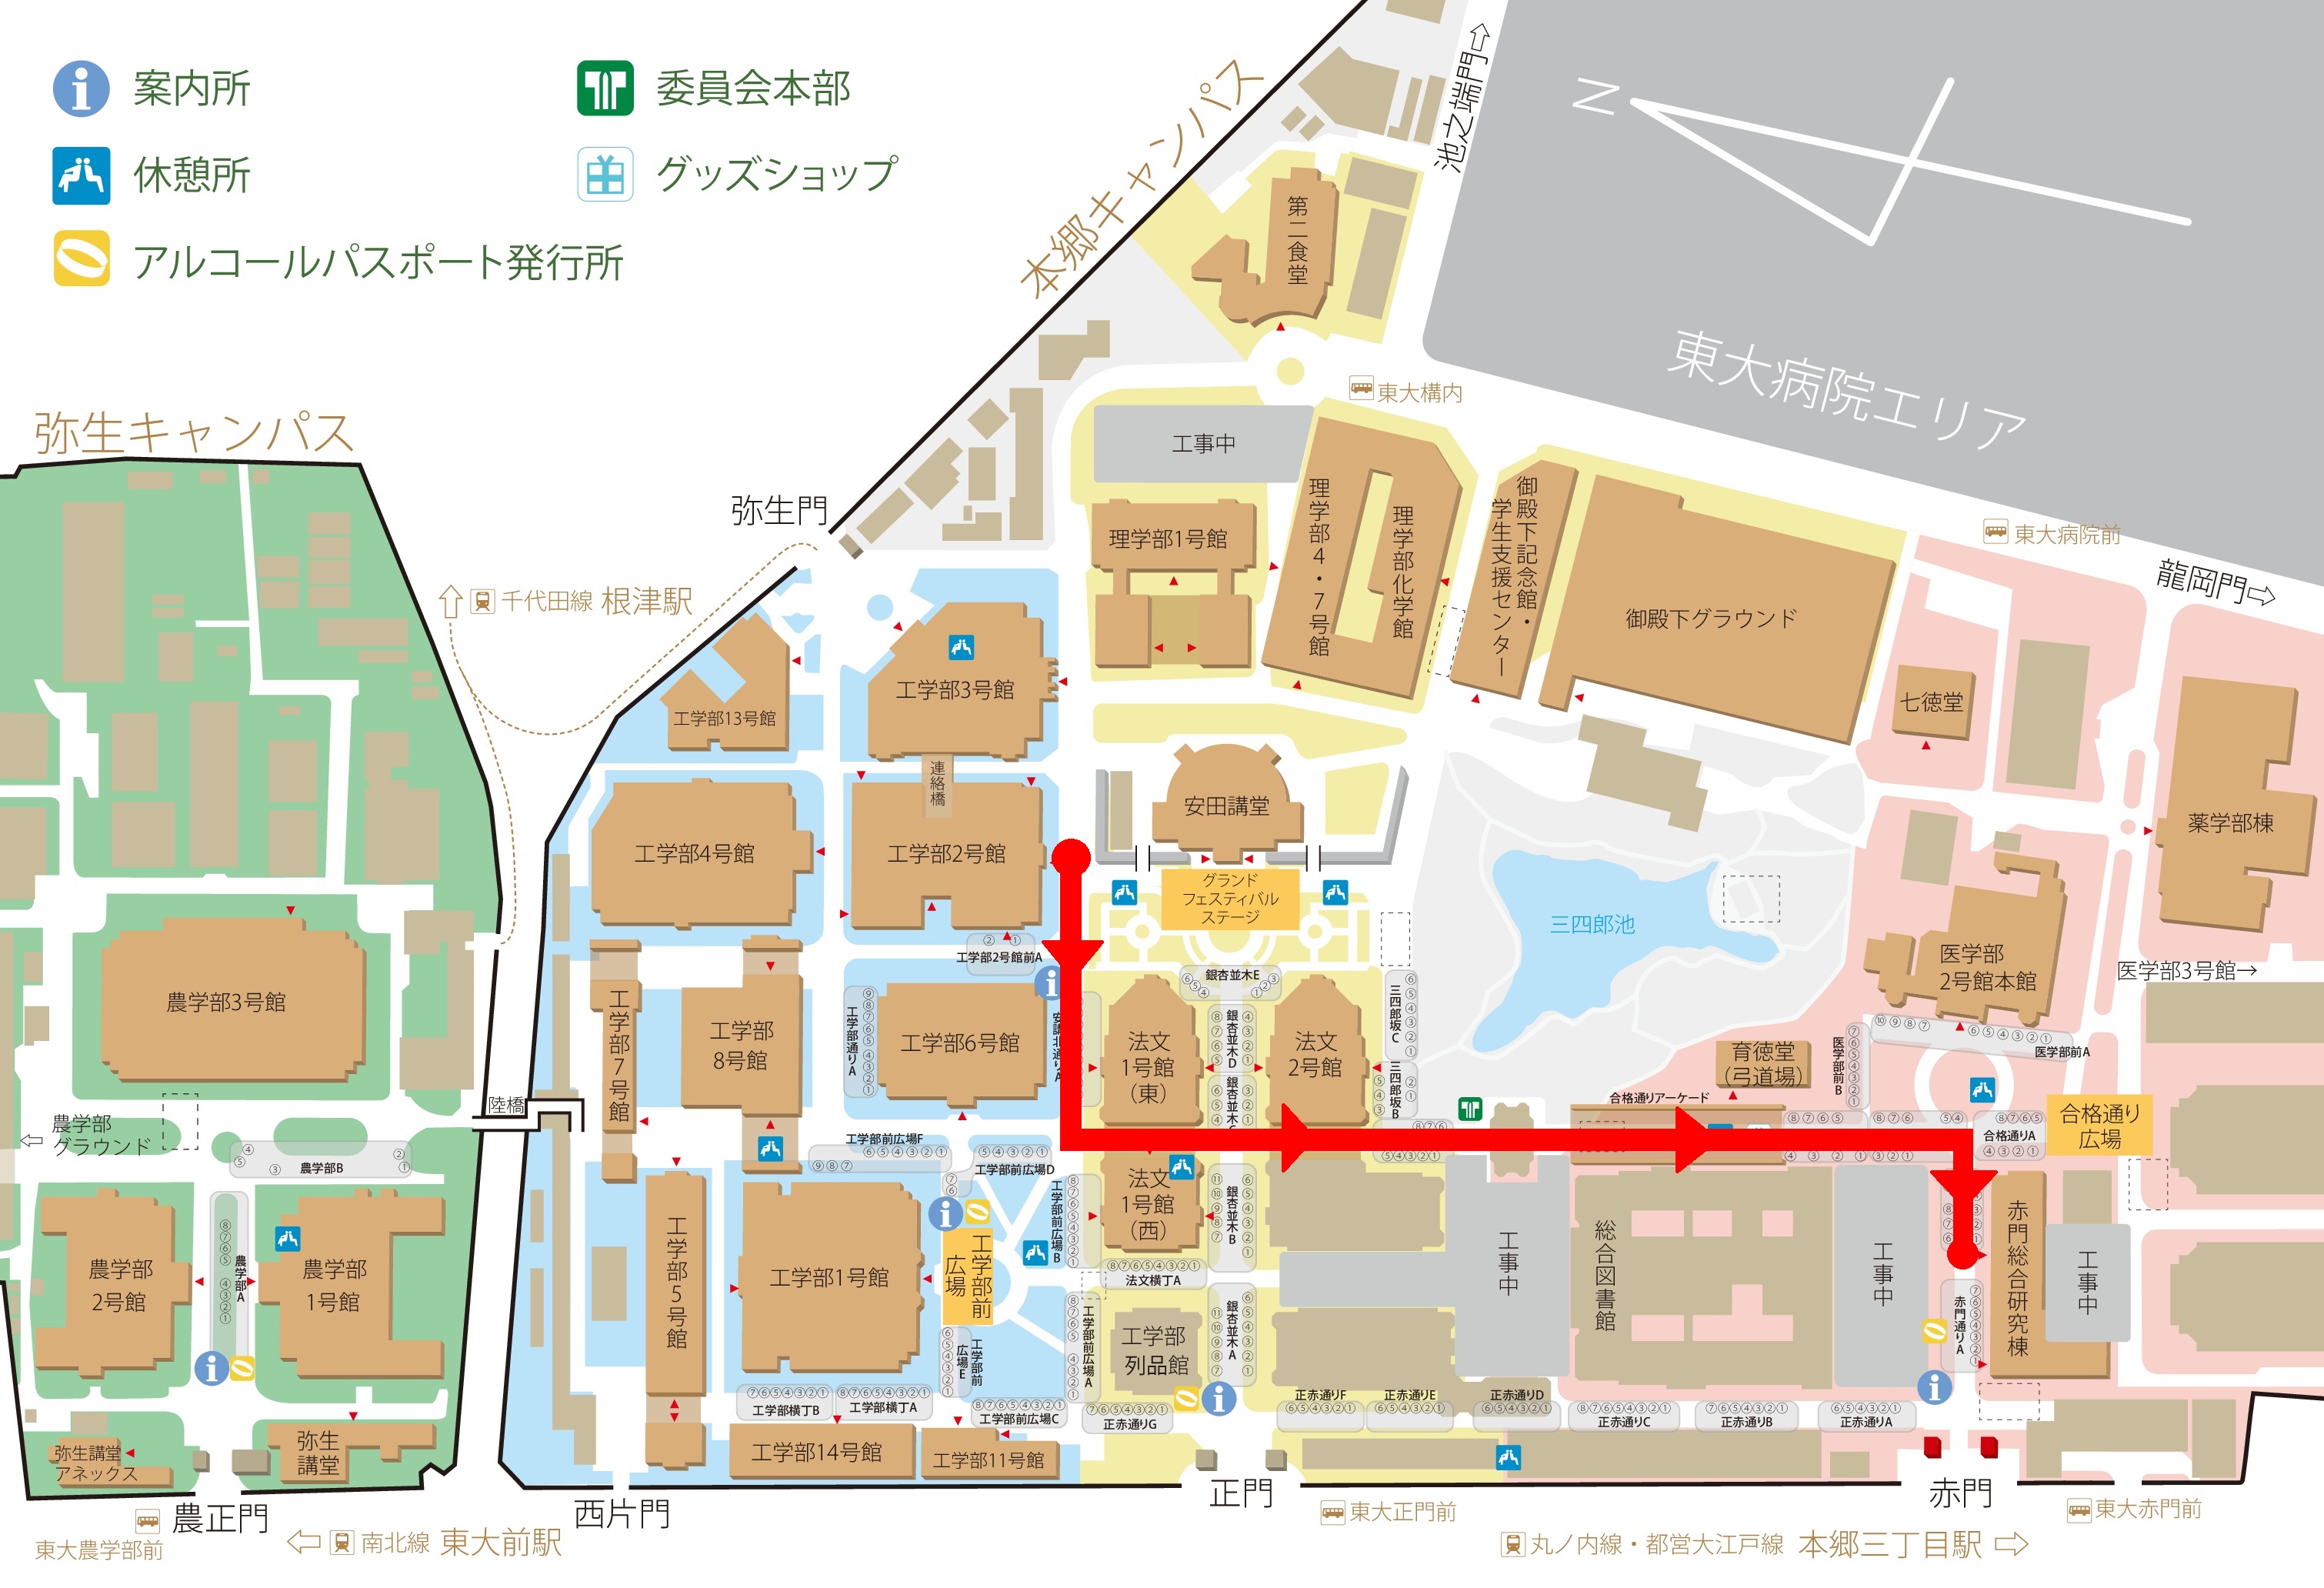 案内所
休憩所
アルコールパスポート発行所
委員会本部
グッズショップ
本郷キャンパス
池之端門⇧
N
東大病院エリア
第二食堂
東大構内
弥生キャンパス
弥生門
工事中
理学部1号館
理学部4・7号館
理学部化学館
御殿下記念館・
学生支援センター
御殿下グラウンド
東大病院前
龍岡門⇨
千代田線 根津駅
工学部3号館
工学部13号館
連絡橋
七徳堂
薬学部棟
安田講堂
工学部4号館
工学部2号館
グランド
フェスティバル
ステージ
三四郎池
医学部
2号館本館
医学部3号館→
② ①
工学部2号館前A
農学部3号館
工学部7号館
工学部
8号館
工学部通りA
⑨⑧⑦⑥⑤④③②①
工学部6号館
法文
1号館
(東)
法文
2号館
銀杏並木E
銀杏並木D
三四郎坂C
⑥⑤④③②①
三四郎坂B
育徳堂
(弓道場)
医学部前B
⑦⑥⑤④③②①
⑩⑨⑧⑦ ⑥⑤④③②①
医学部前A
合格通りアーケード
合格通りA
合格通り
広場
陸橋
⇦ 農学部
グラウンド
農学部B
工学部前広場F
⑥⑤④③②①
⑨⑧⑦
⑤④③②①
工学部前広場D
工学部前広場B
⑧⑦⑥⑤④③②①
法文
1号館
(西)
銀杏並木B
農学部
2号館
農学部A
農学部
1号館
工学部5号館
工学部1号館
工学部前
広場
⑧⑦⑥⑤④③②①
法文横丁A
工事中
総合図書館
工事中
赤門総合研究棟
工事中
工学部
列品館
銀杏並木A
工学部前広場A
工学部前
広場E
赤門通りA
⑦⑥⑤④③②①
⑦⑥⑤④③②①
工学部横丁B
⑧⑦⑥⑤④③②①
工学部横丁A
⑧⑦⑥⑤④③②①
工学部前広場C
⑦⑥⑤④③②①
正赤通りG
正赤通りF
⑥⑤④③②①
正赤通りE
⑥⑤④③②①
正赤通りD
⑥⑤④③②①
⑧⑦⑥⑤④③②①
正赤通りC
⑦⑥⑤④③②①
正赤通りB
⑥⑤④③②①
正赤通りA
弥生講堂
アネックス
弥生
講堂
工学部14号館
工学部11号館
農正門
西片門
正門
赤門
東大農学部前
⇦ 南北線 東大前駅
東大正門前
丸ノ内線・都営大江戸線 本郷三丁目駅 ⇨
東大赤門前